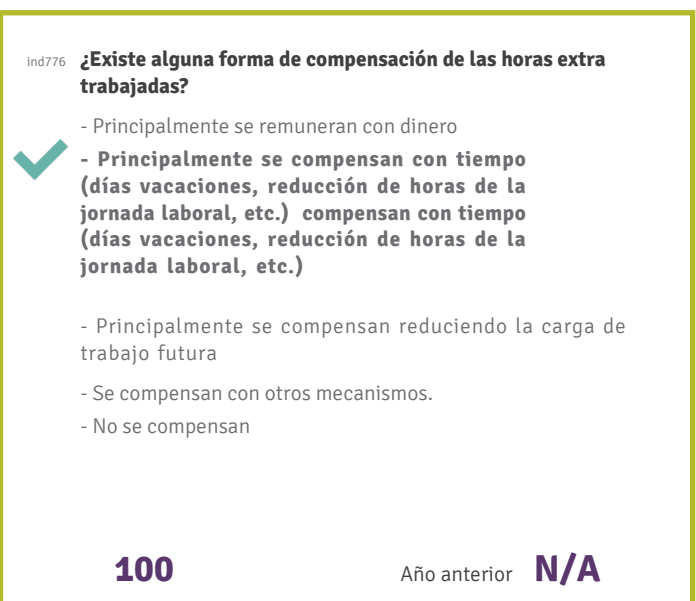 ind776 ¿Existe alguna forma de compensación de las horas extra
trabajadas?
- Principalmente se remuneran con dinero
- Principalmente se compensan con tiempo
(días vacaciones, reducción de horas de la
jornada laboral, etc.)  compensan con tiempo
(días vacaciones, reducción de horas de la
jornada laboral, etc.)
- Principalmente se compensan reduciendo la carga de
trabajo futura
- Se compensan con otros mecanismos.
- No se compensan
100 Año anterior N/A